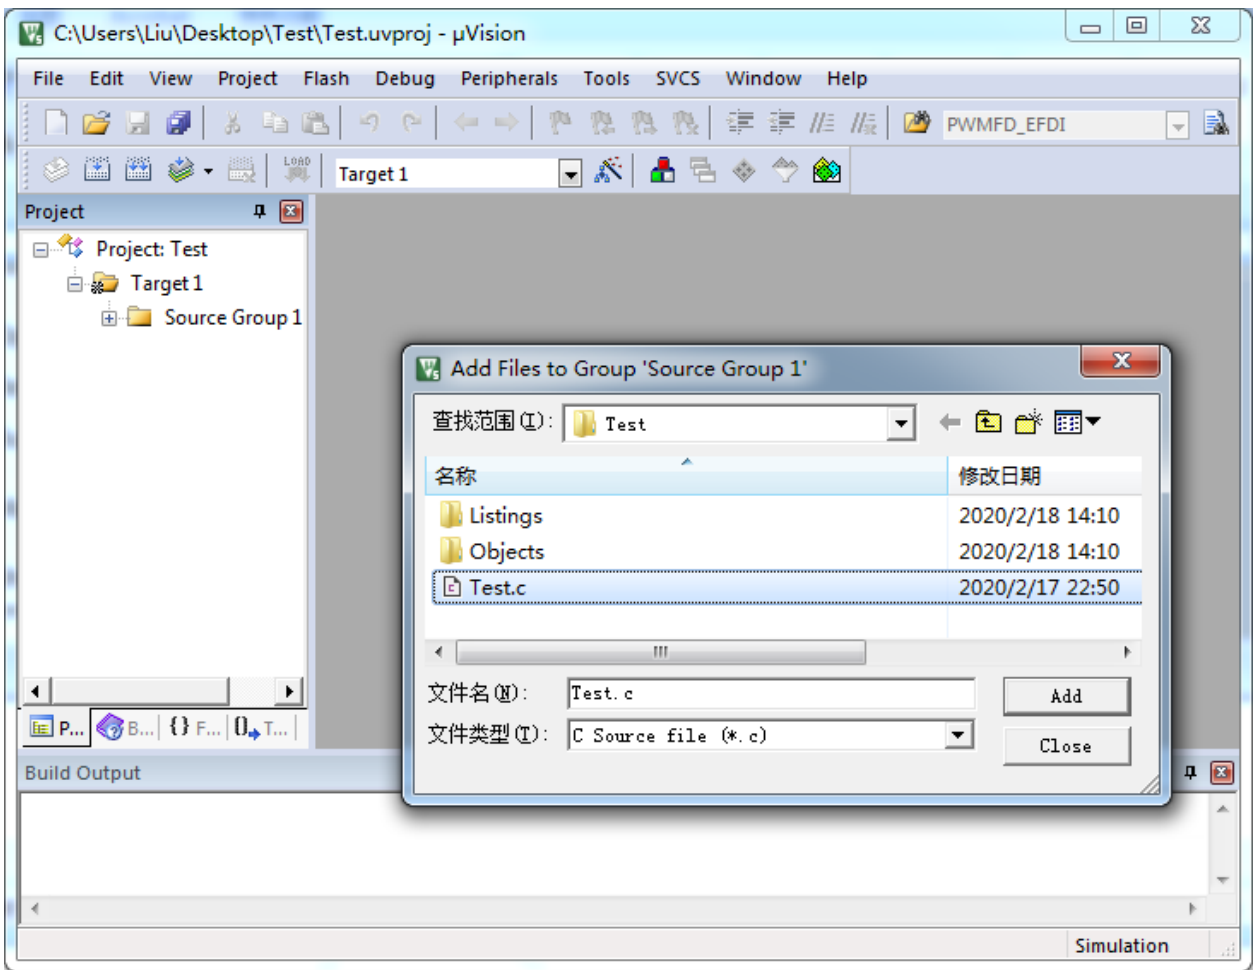 C:\Users\Liu\Desktop\Test\Test.uvproj - µVision
File Edit View Project Flash Debug Peripherals Tools SVCS Window Help
PWMFD_EFDI
LOAD Target 1
Project
Project: Test
Target 1
Source Group 1
Add Files to Group 'Source Group 1'
查找范围(I): Test
名称 修改日期
Listings 2020/2/18 14:10
Objects 2020/2/18 14:10
Test.c 2020/2/17 22:50
文件名(N): Test.c Add
文件类型(T): C Source file (*.c) Close
P... B... {} F... 0 T...
Build Output
Simulation